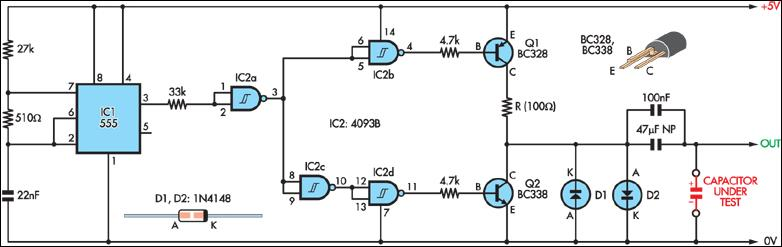 +5V
27k
7
8
4
510Ω
6
2
IC1
555
3
5
1
22nF
33k
IC2a
1
2
3
14
6
5
4
IC2b
4.7k
B
E
C
Q1
BC328
R (100Ω)
BC328,
BC338
B
E
C
IC2: 4093B
IC2c
8
9
10
IC2d
12
13
11
7
4.7k
B
C
E
Q2
BC338
D1, D2: 1N4148
A
K
K
A
D1
A
K
D2
100nF
47µF NP
OUT
+
–
CAPACITOR
UNDER
TEST
0V